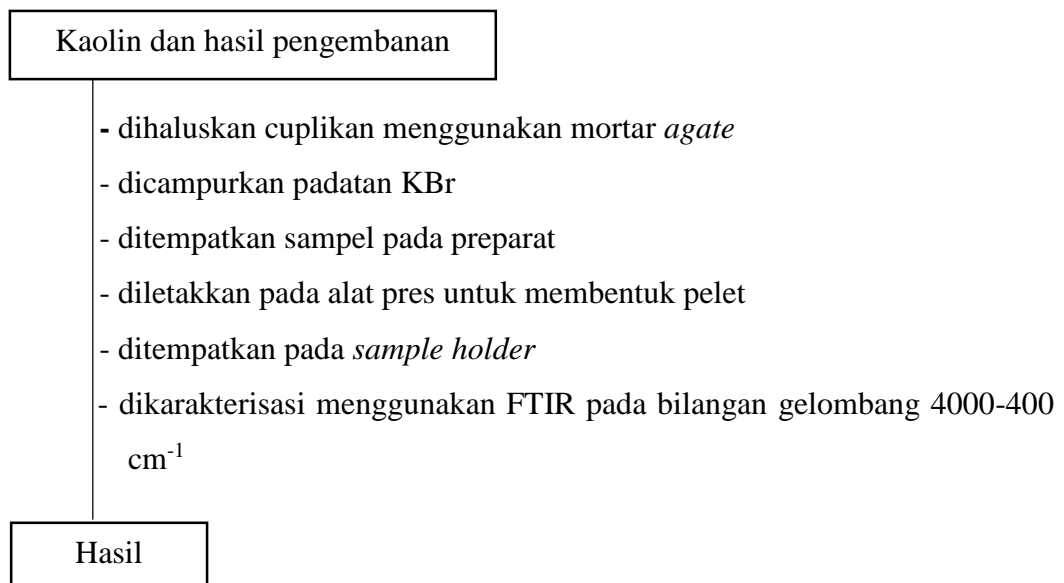 Kaolin dan hasil pengembanan
- dihaluskan cuplikan menggunakan mortar agate
- dicampurkan padatan KBr
- ditempatkan sampel pada preparat
- diletakkan pada alat pres untuk membentuk pelet
- ditempatkan pada sample holder
- dikarakterisasi menggunakan FTIR pada bilangan gelombang 4000-400
cm⁻¹
Hasil